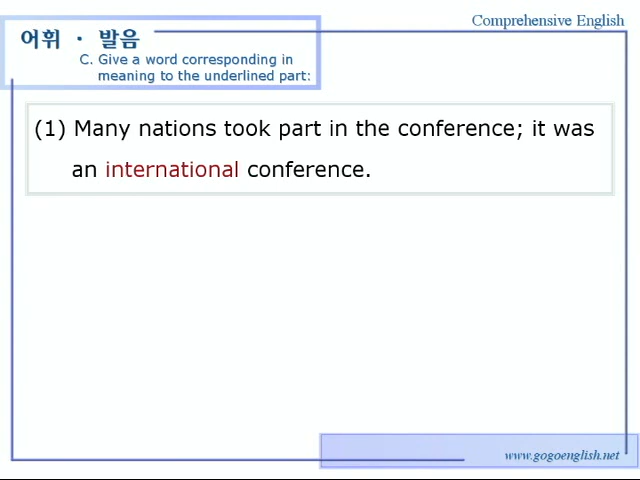 Comprehensive English
어휘 · 발음
C. Give a word corresponding in
meaning to the underlined part:
(1) Many nations took part in the conference; it was
an international conference.
www.gogoenglish.net